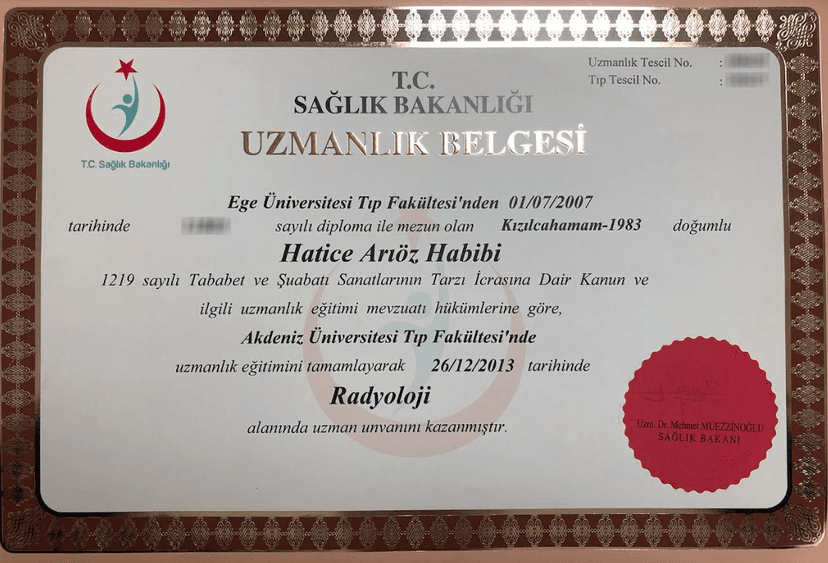 T.C. Sağlık Bakanlığı
T.C.
SAĞLIK BAKANLIĞI
UZMANLIK BELGESİ
Uzmanlık Tescil No. :
Tıp Tescil No. :
Ege Üniversitesi Tıp Fakültesi'nden 01/07/2007
tarihinde sayılı diploma ile mezun olan Kızılcahamam-1983 doğumlu
Hatice Arıöz Habibi
1219 sayılı Tababet ve Şuabatı Sanatlarının Tarzı İcrasına Dair Kanun ve
ilgili uzmanlık eğitimi mevzuatı hükümlerine göre,
Akdeniz Üniversitesi Tıp Fakültesi'nde
uzmanlık eğitimini tamamlayarak 26/12/2013 tarihinde
Radyoloji
alanında uzman unvanını kazanmıştır.
Uzm. Dr. Mehmet MÜEZZİNOĞLU
SAĞLIK BAKANI